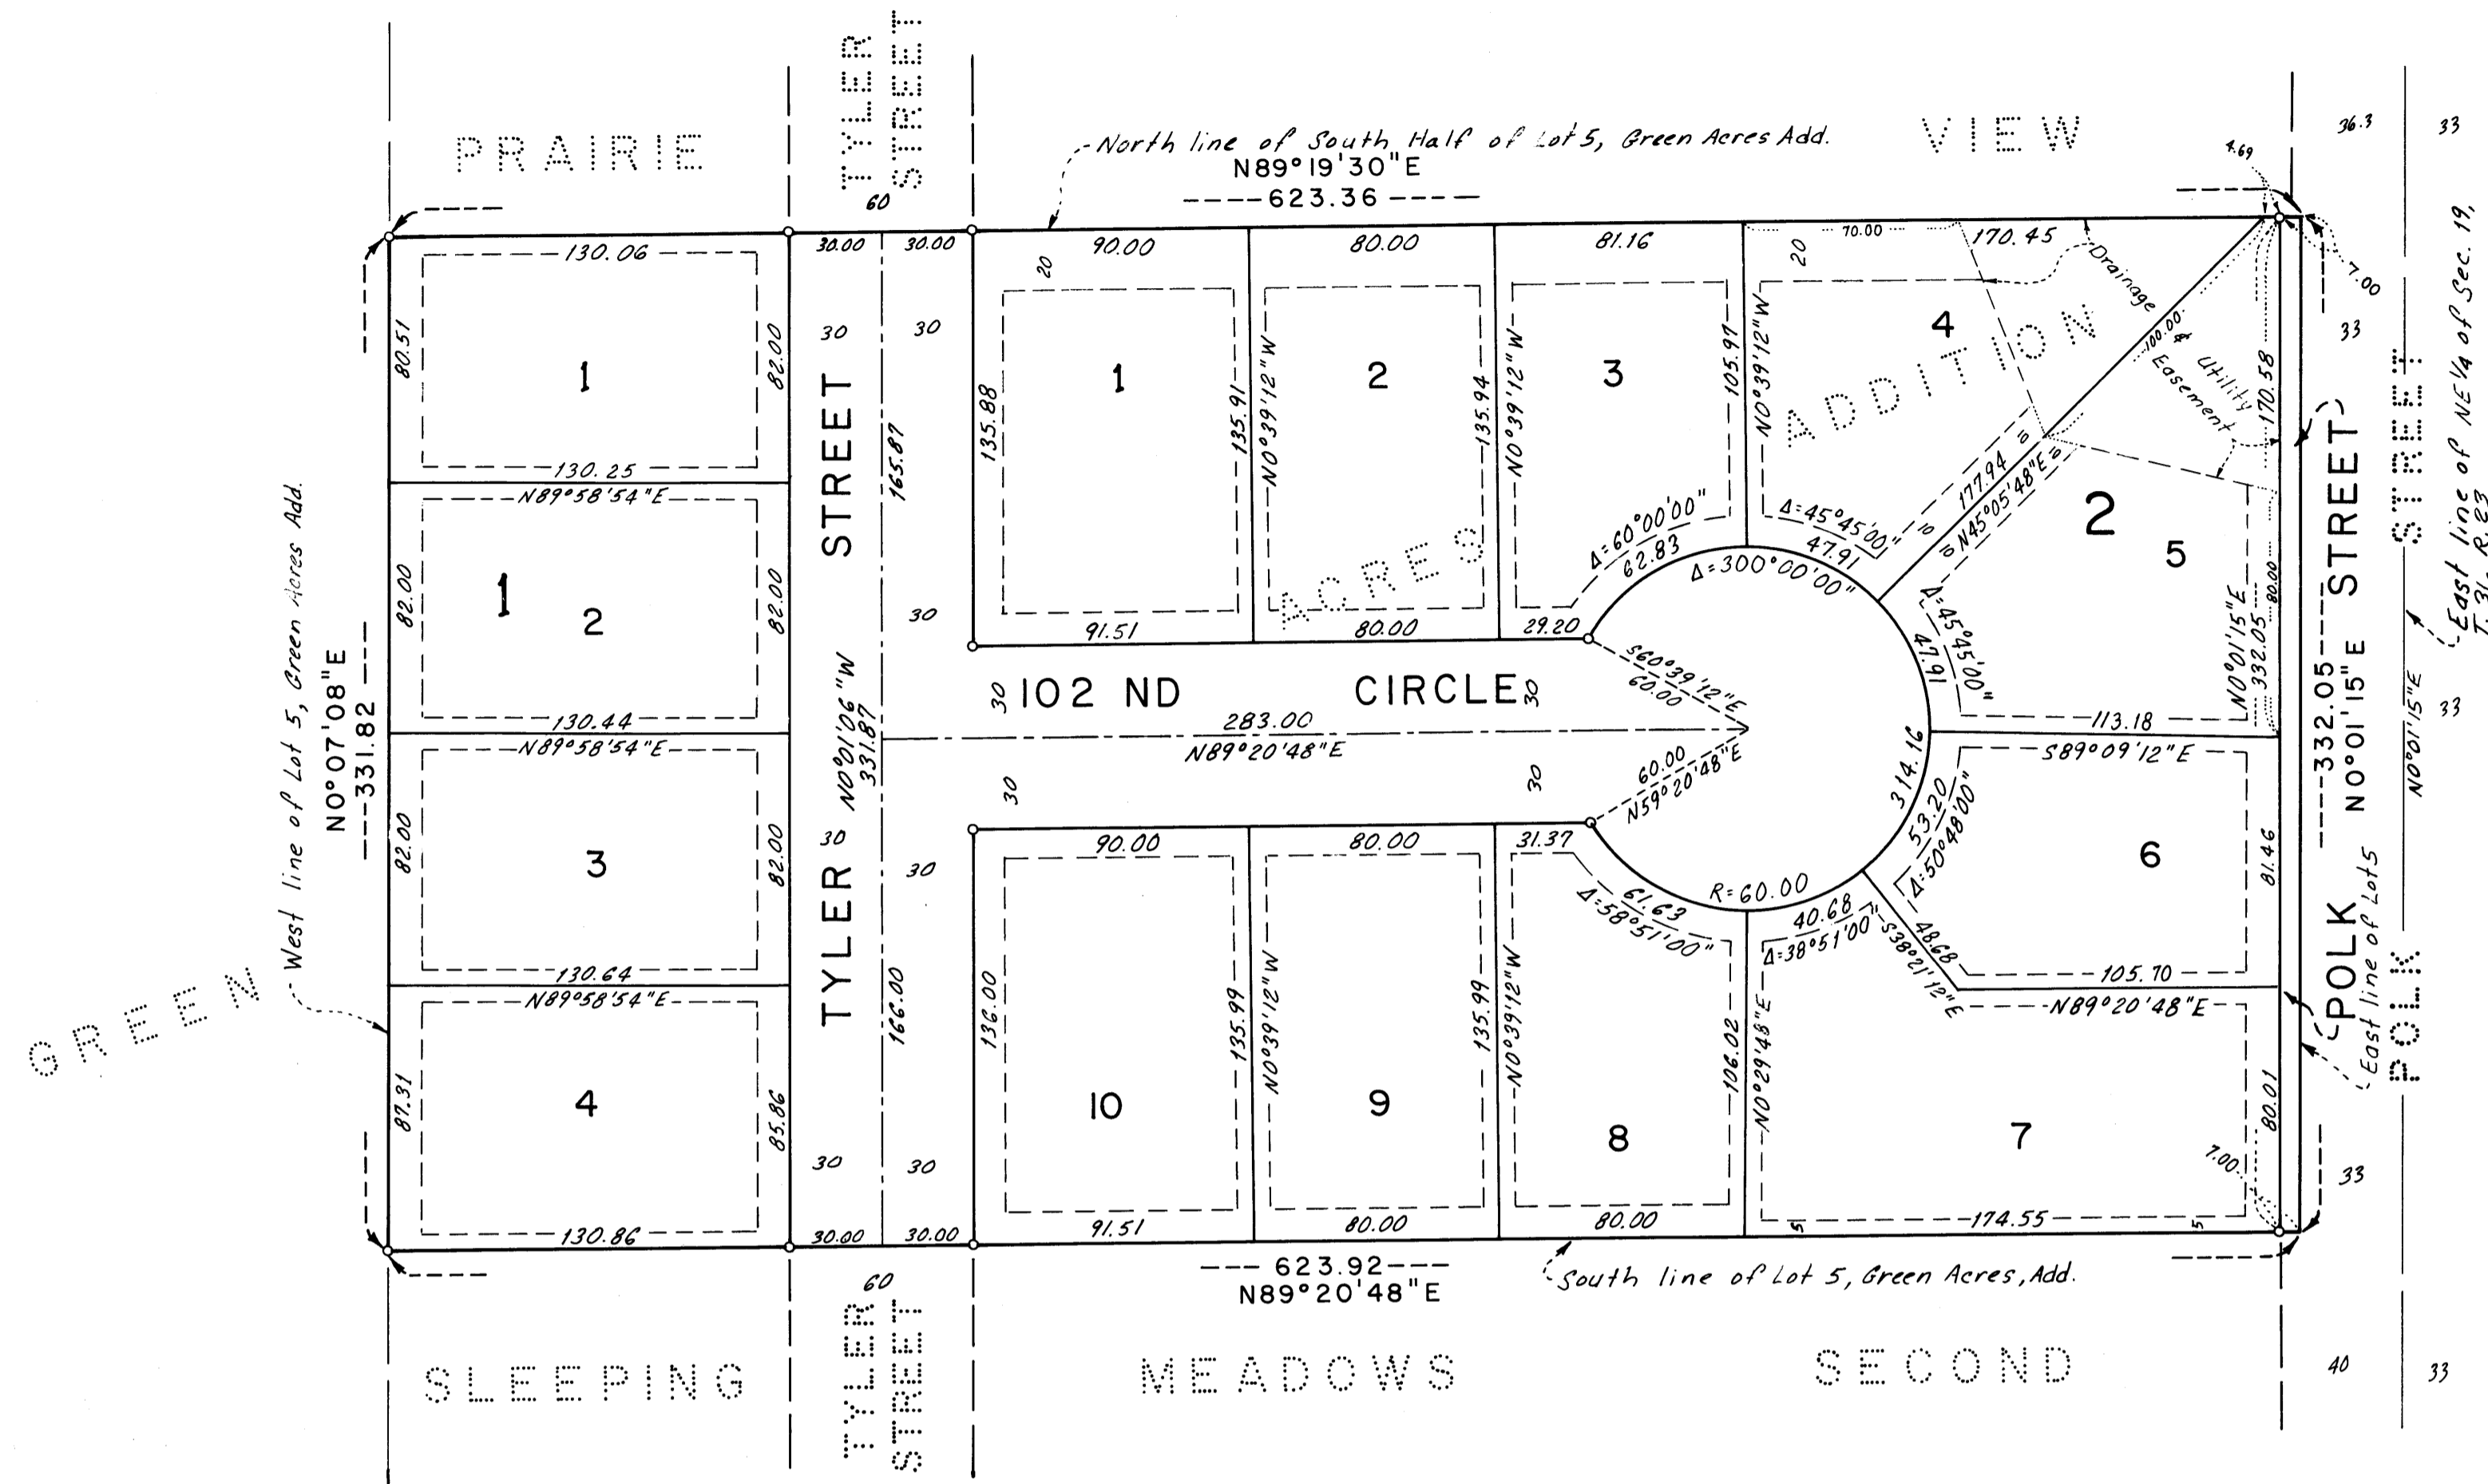 PRAIRIE
TYLER
STREET
VIEW
North line of South Half of Lot 5, Green Acres Add.
N89°19'30"E
----623.36----
60
36.3
33
4.69
7.00
33
130.06
80.51
1
82.00
130.25
N89°58'54"E
82.00
1
2
82.00
130.44
N89°58'54"E
82.00
3
82.00
130.64
N89°58'54"E
87.31
4
85.86
130.86
West line of Lot 5, Green Acres Add.
N0°07'08"E
---331.82---
GREEN
30.00
30.00
30
30
STREET
165.87
30
N0°01'06"W
331.87
30
30
TYLER
166.00
30
30
30.00
30.00
90.00
20
135.88
1
135.91
91.51
80.00
N0°39'12"W
2
135.94
80.00
81.16
N0°39'12"W
3
105.97
Δ=60°00'00"
62.83
29.20
ACRES
70.00
170.45
20
N0°39'12"W
4
ADDITION
Drainage
&
Utility
Easement
100.00
177.94
10
10
N45°05'48"E
10
10
Δ=45°45'00"
47.91
Δ=300°00'00"
170.58
2
5
Δ=45°45'00"
47.91
80.00
N0°01'15"E
332.05
113.18
102 ND CIRCLE
30
30
283.00
N89°20'48"E
30
30
S60°39'12"E
60.00
60.00
N59°20'48"E
314.16
R=60.00
S89°09'12"E
53.20
Δ=50°48'00"
6
81.46
105.70
48.68
S38°21'12"E
N89°20'48"E
90.00
136.00
10
135.99
91.51
80.00
N0°39'12"W
9
135.99
80.00
31.37
61.63
Δ=58°51'00"
N0°39'12"W
8
106.02
80.00
40.68
Δ=38°51'00"
N0°29'48"E
7
80.01
7.00
5
174.55
5
POLK STREET
---332.05---
N0°01'15"E
East line of Lot 5
POLK STREET
N0°01'15"E
33
33
East line of NE¼ of Sec. 19,
T. 31, R. 23
60
--- 623.92---
N89°20'48"E
South line of Lot 5, Green Acres, Add.
SLEEPING
TYLER
STREET
MEADOWS
SECOND
40
33